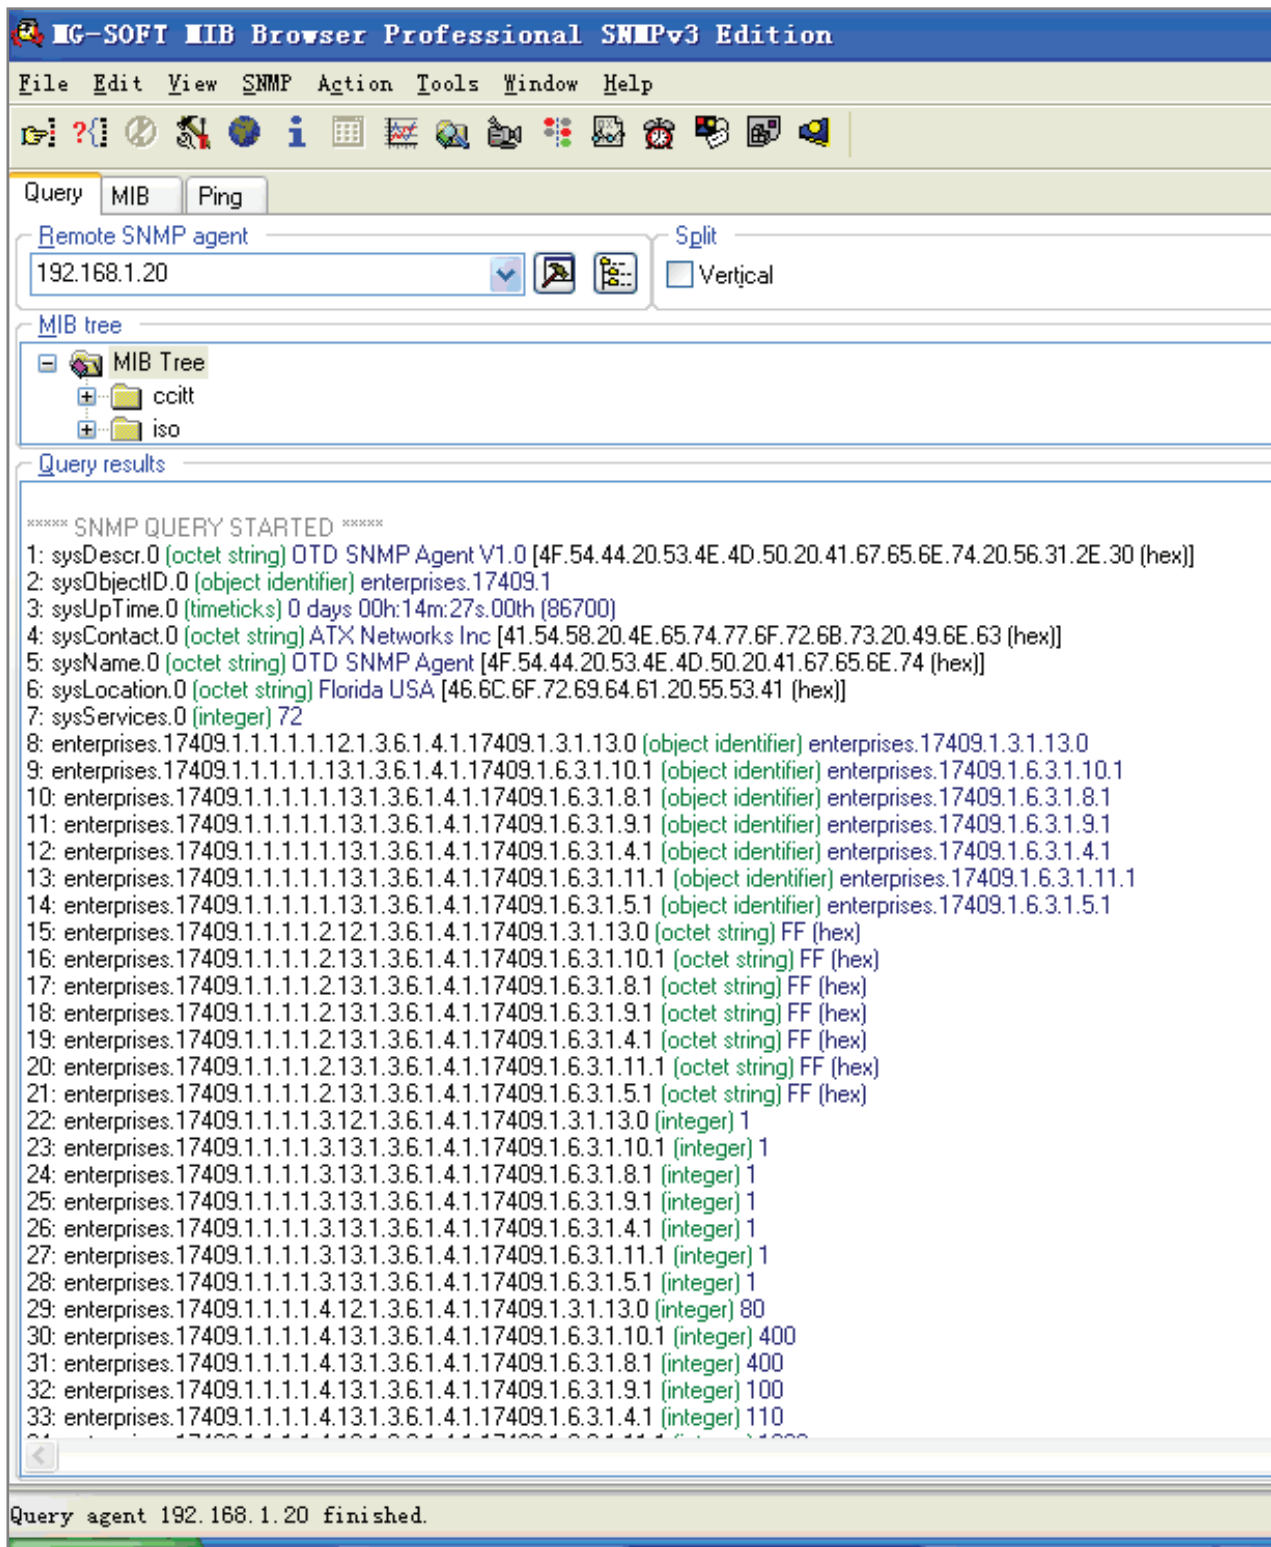 MG-SOFT MIB Browser Professional SNMPv3 Edition
File Edit View SNMP Action Tools Window Help
Query MIB Ping
Remote SNMP agent Split
192.168.1.20 Vertical
MIB tree
MIB Tree
ccitt
iso
Query results
***** SNMP QUERY STARTED *****
1: sysDescr.0 (octet string) OTD SNMP Agent V1.0 [4F.54.44.20.53.4E.4D.50.20.41.67.65.6E.74.20.56.31.2E.30 (hex)]
2: sysObjectID.0 (object identifier) enterprises.17409.1
3: sysUpTime.0 (timeticks) 0 days 00h:14m:27s.00th (86700)
4: sysContact.0 (octet string) ATX Networks Inc [41.54.58.20.4E.65.74.77.6F.72.6B.73.20.49.6E.63 (hex)]
5: sysName.0 (octet string) OTD SNMP Agent [4F.54.44.20.53.4E.4D.50.20.41.67.65.6E.74 (hex)]
6: sysLocation.0 (octet string) Florida USA [46.6C.6F.72.69.64.61.20.55.53.41 (hex)]
7: sysServices.0 (integer) 72
8: enterprises.17409.1.1.1.1.1.12.1.3.6.1.4.1.17409.1.3.1.13.0 (object identifier) enterprises.17409.1.3.1.13.0
9: enterprises.17409.1.1.1.1.1.13.1.3.6.1.4.1.17409.1.6.3.1.10.1 (object identifier) enterprises.17409.1.6.3.1.10.1
10: enterprises.17409.1.1.1.1.1.13.1.3.6.1.4.1.17409.1.6.3.1.8.1 (object identifier) enterprises.17409.1.6.3.1.8.1
11: enterprises.17409.1.1.1.1.1.13.1.3.6.1.4.1.17409.1.6.3.1.9.1 (object identifier) enterprises.17409.1.6.3.1.9.1
12: enterprises.17409.1.1.1.1.1.13.1.3.6.1.4.1.17409.1.6.3.1.4.1 (object identifier) enterprises.17409.1.6.3.1.4.1
13: enterprises.17409.1.1.1.1.1.13.1.3.6.1.4.1.17409.1.6.3.1.11.1 (object identifier) enterprises.17409.1.6.3.1.11.1
14: enterprises.17409.1.1.1.1.1.13.1.3.6.1.4.1.17409.1.6.3.1.5.1 (object identifier) enterprises.17409.1.6.3.1.5.1
15: enterprises.17409.1.1.1.1.2.12.1.3.6.1.4.1.17409.1.3.1.13.0 (octet string) FF (hex)
16: enterprises.17409.1.1.1.1.2.13.1.3.6.1.4.1.17409.1.6.3.1.10.1 (octet string) FF (hex)
17: enterprises.17409.1.1.1.1.2.13.1.3.6.1.4.1.17409.1.6.3.1.8.1 (octet string) FF (hex)
18: enterprises.17409.1.1.1.1.2.13.1.3.6.1.4.1.17409.1.6.3.1.9.1 (octet string) FF (hex)
19: enterprises.17409.1.1.1.1.2.13.1.3.6.1.4.1.17409.1.6.3.1.4.1 (octet string) FF (hex)
20: enterprises.17409.1.1.1.1.2.13.1.3.6.1.4.1.17409.1.6.3.1.11.1 (octet string) FF (hex)
21: enterprises.17409.1.1.1.1.2.13.1.3.6.1.4.1.17409.1.6.3.1.5.1 (octet string) FF (hex)
22: enterprises.17409.1.1.1.1.3.12.1.3.6.1.4.1.17409.1.3.1.13.0 (integer) 1
23: enterprises.17409.1.1.1.1.3.13.1.3.6.1.4.1.17409.1.6.3.1.10.1 (integer) 1
24: enterprises.17409.1.1.1.1.3.13.1.3.6.1.4.1.17409.1.6.3.1.8.1 (integer) 1
25: enterprises.17409.1.1.1.1.3.13.1.3.6.1.4.1.17409.1.6.3.1.9.1 (integer) 1
26: enterprises.17409.1.1.1.1.3.13.1.3.6.1.4.1.17409.1.6.3.1.4.1 (integer) 1
27: enterprises.17409.1.1.1.1.3.13.1.3.6.1.4.1.17409.1.6.3.1.11.1 (integer) 1
28: enterprises.17409.1.1.1.1.3.13.1.3.6.1.4.1.17409.1.6.3.1.5.1 (integer) 1
29: enterprises.17409.1.1.1.1.4.12.1.3.6.1.4.1.17409.1.3.1.13.0 (integer) 80
30: enterprises.17409.1.1.1.1.4.13.1.3.6.1.4.1.17409.1.6.3.1.10.1 (integer) 400
31: enterprises.17409.1.1.1.1.4.13.1.3.6.1.4.1.17409.1.6.3.1.8.1 (integer) 400
32: enterprises.17409.1.1.1.1.4.13.1.3.6.1.4.1.17409.1.6.3.1.9.1 (integer) 100
33: enterprises.17409.1.1.1.1.4.13.1.3.6.1.4.1.17409.1.6.3.1.4.1 (integer) 110
Query agent 192.168.1.20 finished.